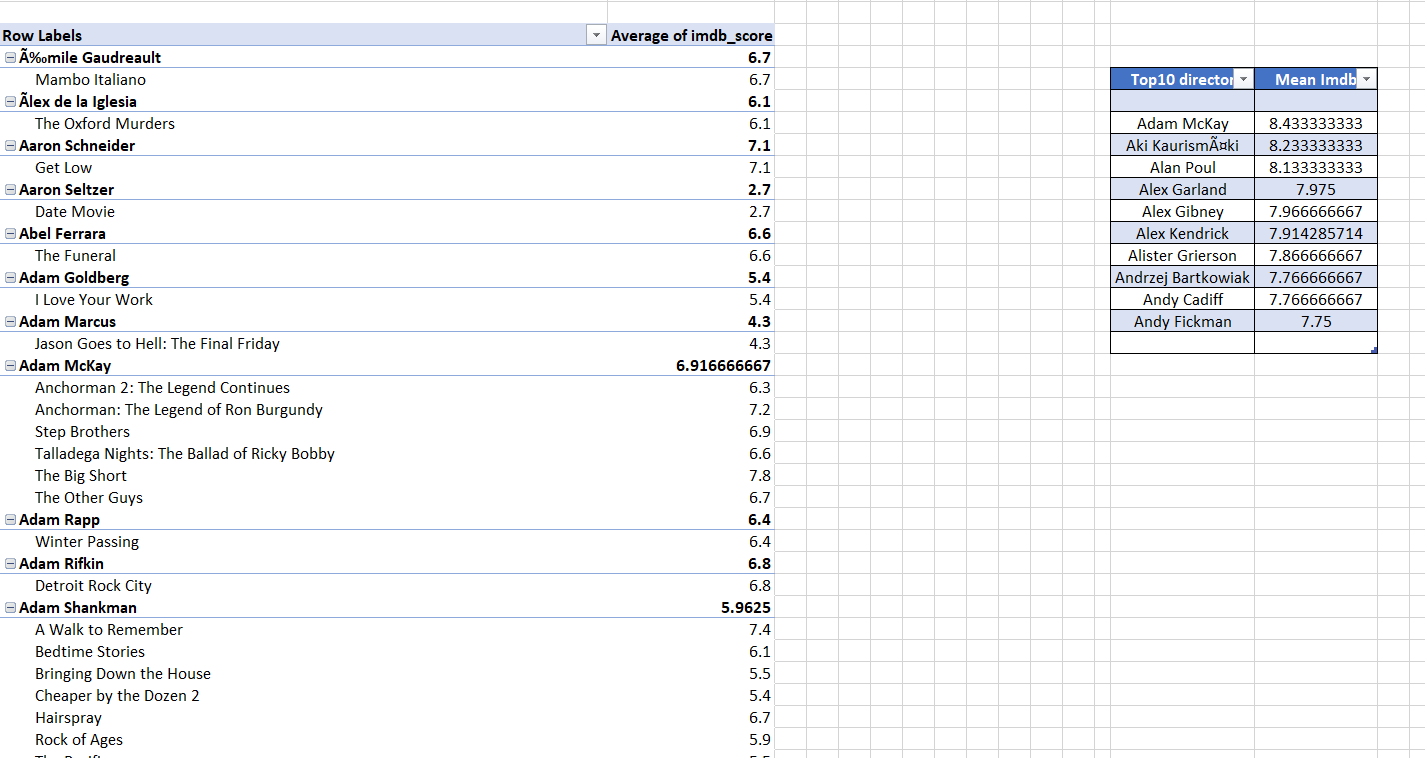 Row Labels Average of imdb_score
Ã‰mile Gaudreault 6.7
Mambo Italiano 6.7
Ãlex de la Iglesia 6.1
The Oxford Murders 6.1
Aaron Schneider 7.1
Get Low 7.1
Aaron Seltzer 2.7
Date Movie 2.7
Abel Ferrara 6.6
The Funeral 6.6
Adam Goldberg 5.4
I Love Your Work 5.4
Adam Marcus 4.3
Jason Goes to Hell: The Final Friday 4.3
Adam McKay 6.916666667
Anchorman 2: The Legend Continues 6.3
Anchorman: The Legend of Ron Burgundy 7.2
Step Brothers 6.9
Talladega Nights: The Ballad of Ricky Bobby 6.6
The Big Short 7.8
The Other Guys 6.7
Adam Rapp 6.4
Winter Passing 6.4
Adam Rifkin 6.8
Detroit Rock City 6.8
Adam Shankman 5.9625
A Walk to Remember 7.4
Bedtime Stories 6.1
Bringing Down the House 5.5
Cheaper by the Dozen 2 5.4
Hairspray 6.7
Rock of Ages 5.9
Top10 director Mean Imdb
Adam McKay 8.433333333
Aki KaurismÃ¤ki 8.233333333
Alan Poul 8.133333333
Alex Garland 7.975
Alex Gibney 7.966666667
Alex Kendrick 7.914285714
Alister Grierson 7.866666667
Andrzej Bartkowiak 7.766666667
Andy Cadiff 7.766666667
Andy Fickman 7.75